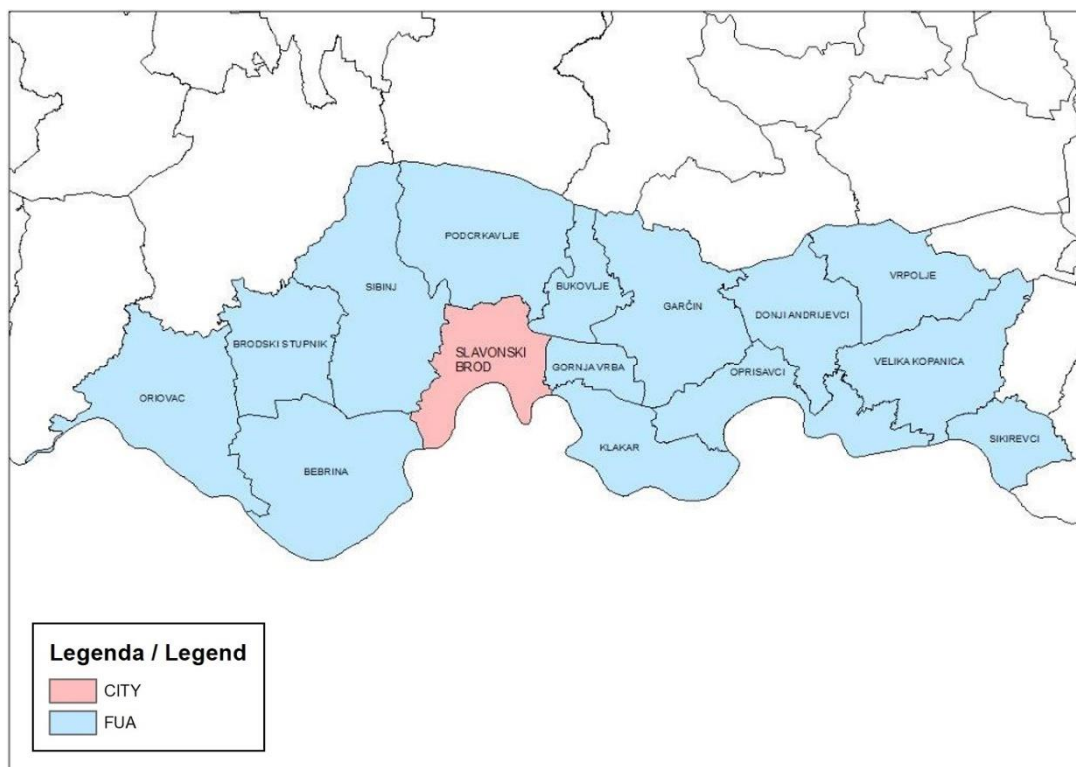 PODCRKAVLJE
VRPOLJE
SIBINJ
BUKOVLJE
GARČIN
DONJI ANDRIJEVCI
BRODSKI STUPNIK
SLAVONSKI
BROD
GORNJA VRBA
OPRISAVCI
VELIKA KOPANICA
ORIOVAC
BEBRINA
KLAKAR
SIKIREVCI
Legenda / Legend
CITY
FUA